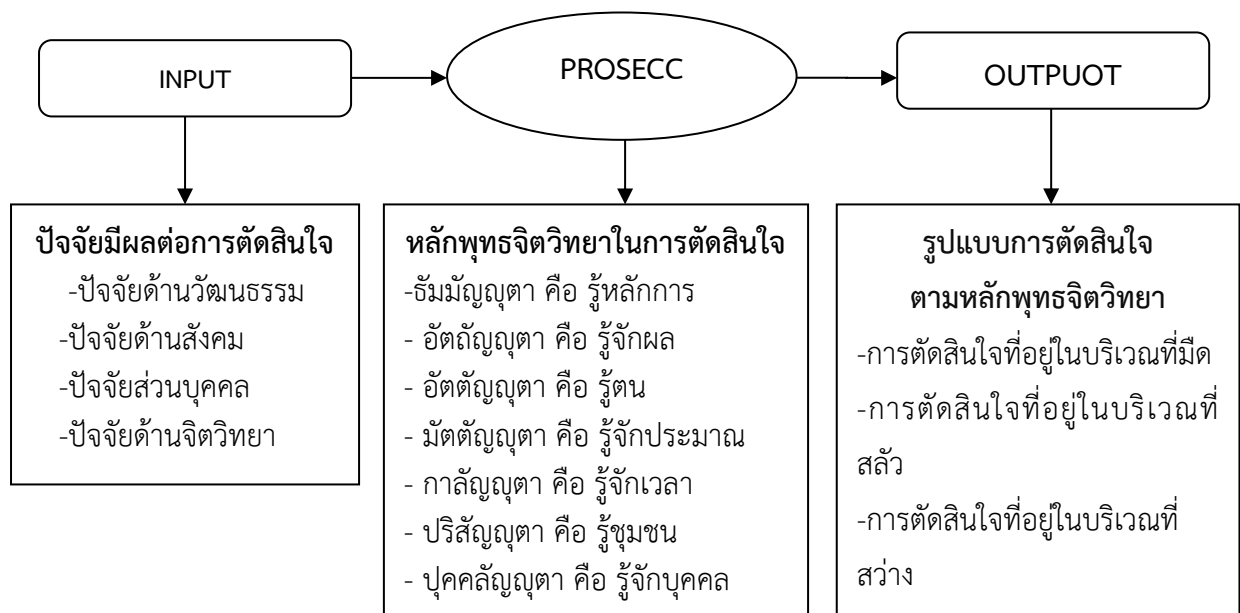 INPUT
PROSECC
OUTPUOT
ปัจจัยมีผลต่อการตัดสินใจ
-ปัจจัยด้านวัฒนธรรม
-ปัจจัยด้านสังคม
-ปัจจัยส่วนบุคคล
-ปัจจัยด้านจิตวิทยา
หลักพุทธจิตวิทยาในการตัดสินใจ
-ธัมมัญญุตา คือ รู้หลักการ
- อัตถัญญุตา คือ รู้จักผล
- อัตตัญญุตา คือ รู้ตน
- มัตตัญญุตา คือ รู้จักประมาณ
- กาลัญญุตา คือ รู้จักเวลา
- ปริสัญญุตา คือ รู้ชุมชน
- ปุคคลัญญุตา คือ รู้จักบุคคล
รูปแบบการตัดสินใจ
ตามหลักพุทธจิตวิทยา
-การตัดสินใจที่อยู่ในบริเวณที่มืด
-การตัดสินใจที่อยู่ในบริเวณที่
สลัว
-การตัดสินใจที่อยู่ในบริเวณที่
สว่าง